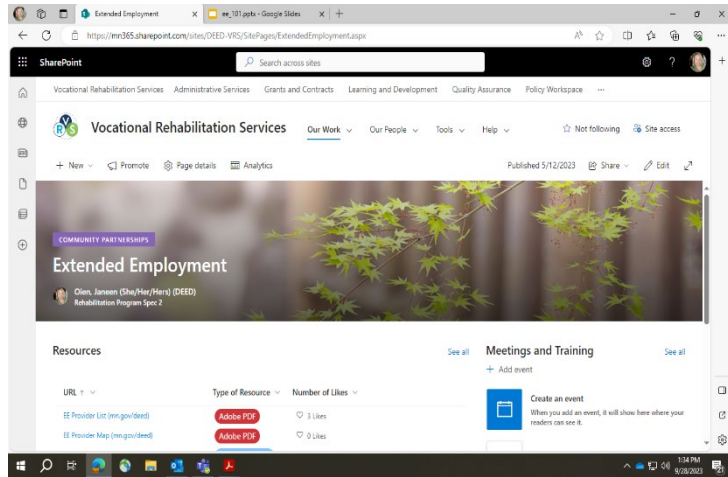 Extended Employment
ee_101.pptx - Google Slides
https://mn365.sharepoint.com/sites/DEED-VRS/SitePages/ExtendedEmployment.aspx
SharePoint
Search across sites
Vocational Rehabilitation Services Administrative Services Grants and Contracts Learning and Development Quality Assurance Policy Workspace ...
VRS
Vocational Rehabilitation Services
Our Work Our People Tools Help
Not following Site access
+ New Promote Page details Analytics
Published 5/12/2023 Share Edit
COMMUNITY PARTNERSHIPS
Extended Employment
Oien, Janeen (She/Her/Hers) (DEED)
Rehabilitation Program Spec 2
Resources
See all
URL ↑ Type of Resource Number of Likes
EE Provider List (mn.gov/deed) Adobe PDF 3 Likes
EE Provider Map (mn.gov/deed) Adobe PDF 0 Likes
Meetings and Training
See all
+ Add event
Create an event
When you add an event, it will show here where your
readers can see it.
1:34 PM
9/28/2023